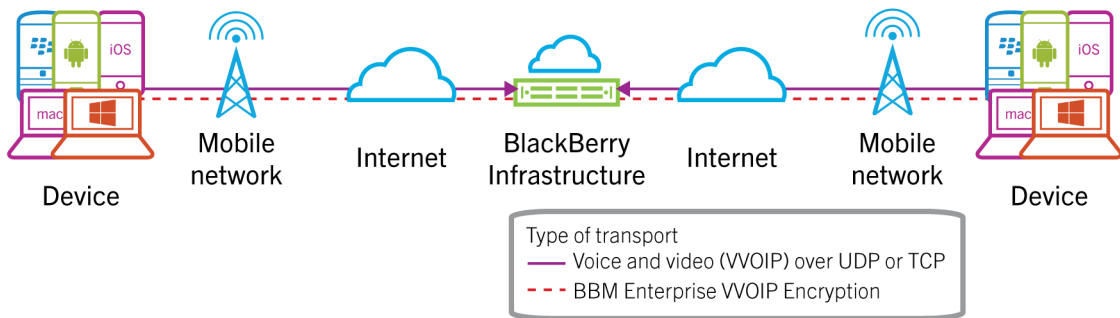 iOS
mac
Device
Mobile
network
Internet
BlackBerry
Infrastructure
Internet
Mobile
network
iOS
mac
Device
Type of transport
Voice and video (VVOIP) over UDP or TCP
BBM Enterprise VVOIP Encryption